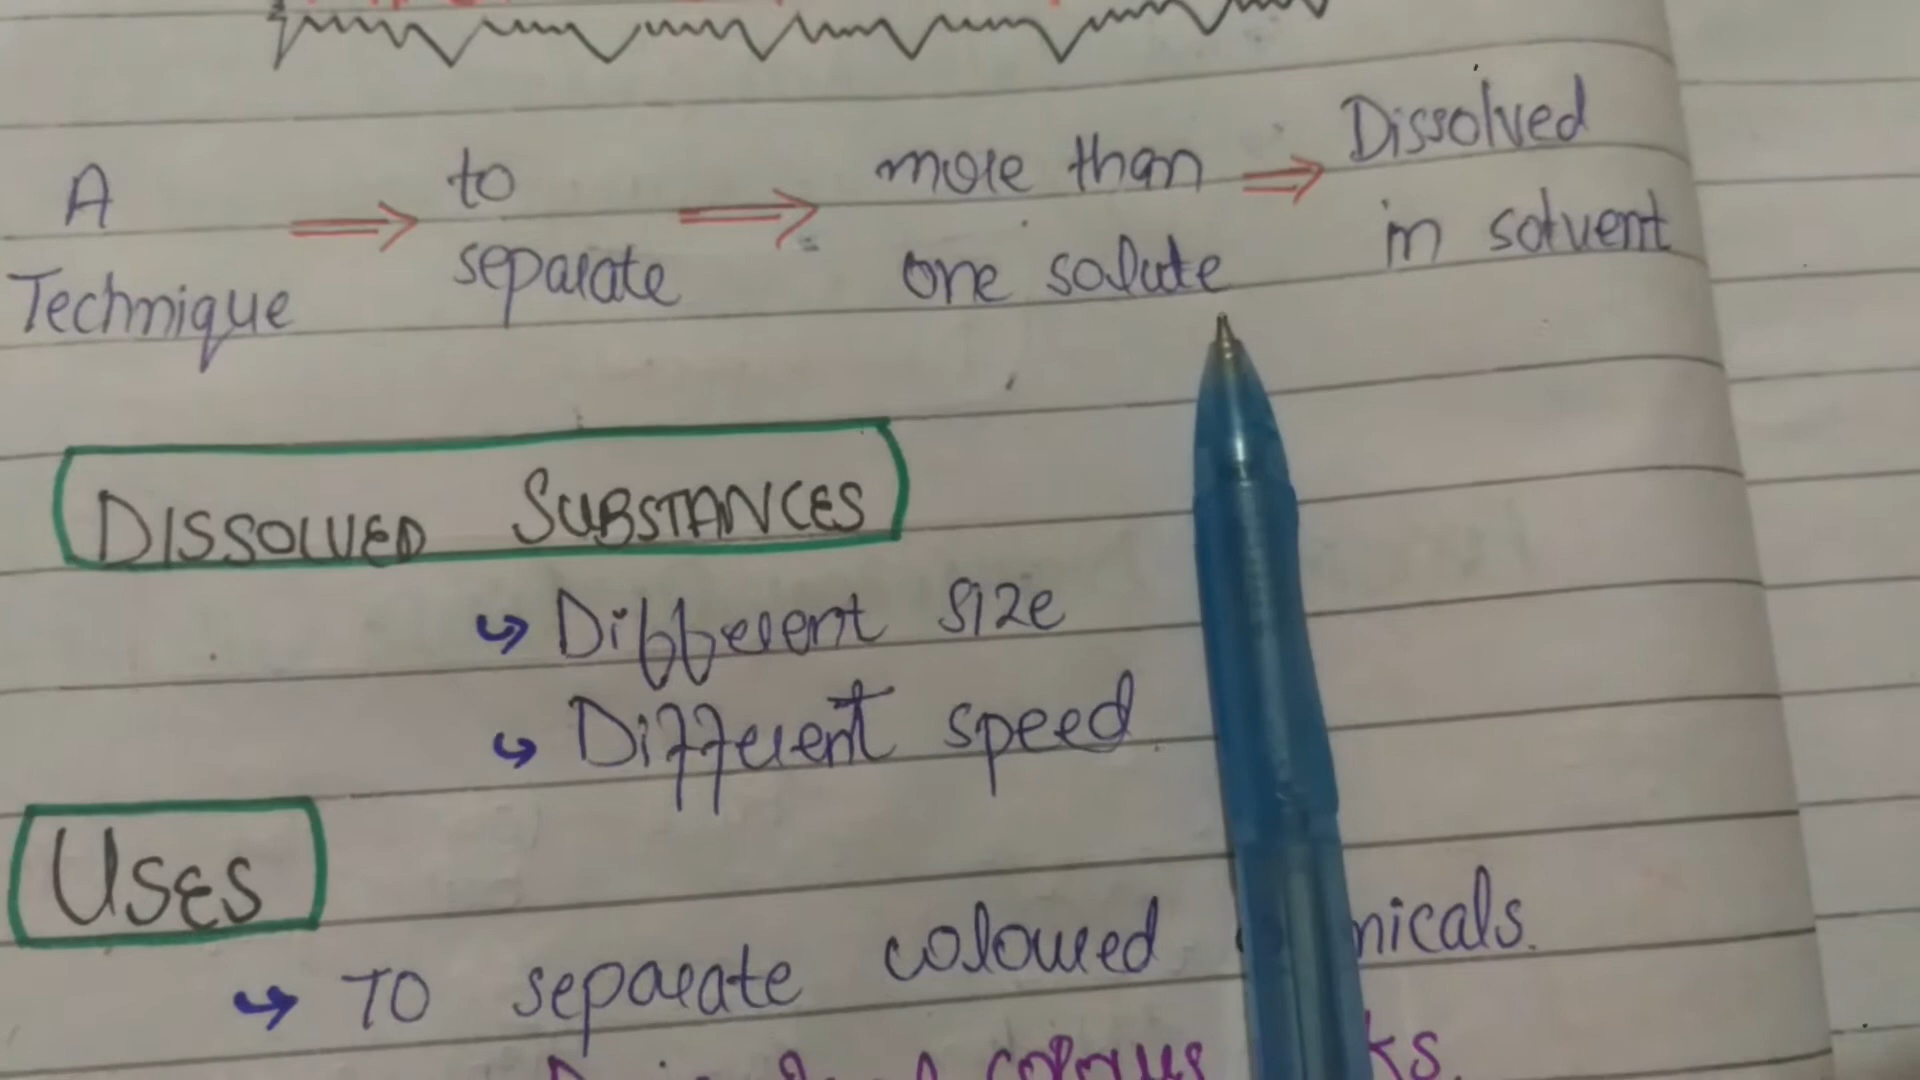 A Technique ⇒ to separate ⇒ more than one solute ⇒ Dissolved in solvent
DISSOLVED SUBSTANCES
↪ Different size
↪ Different speed
USES
↪ TO separate coloured